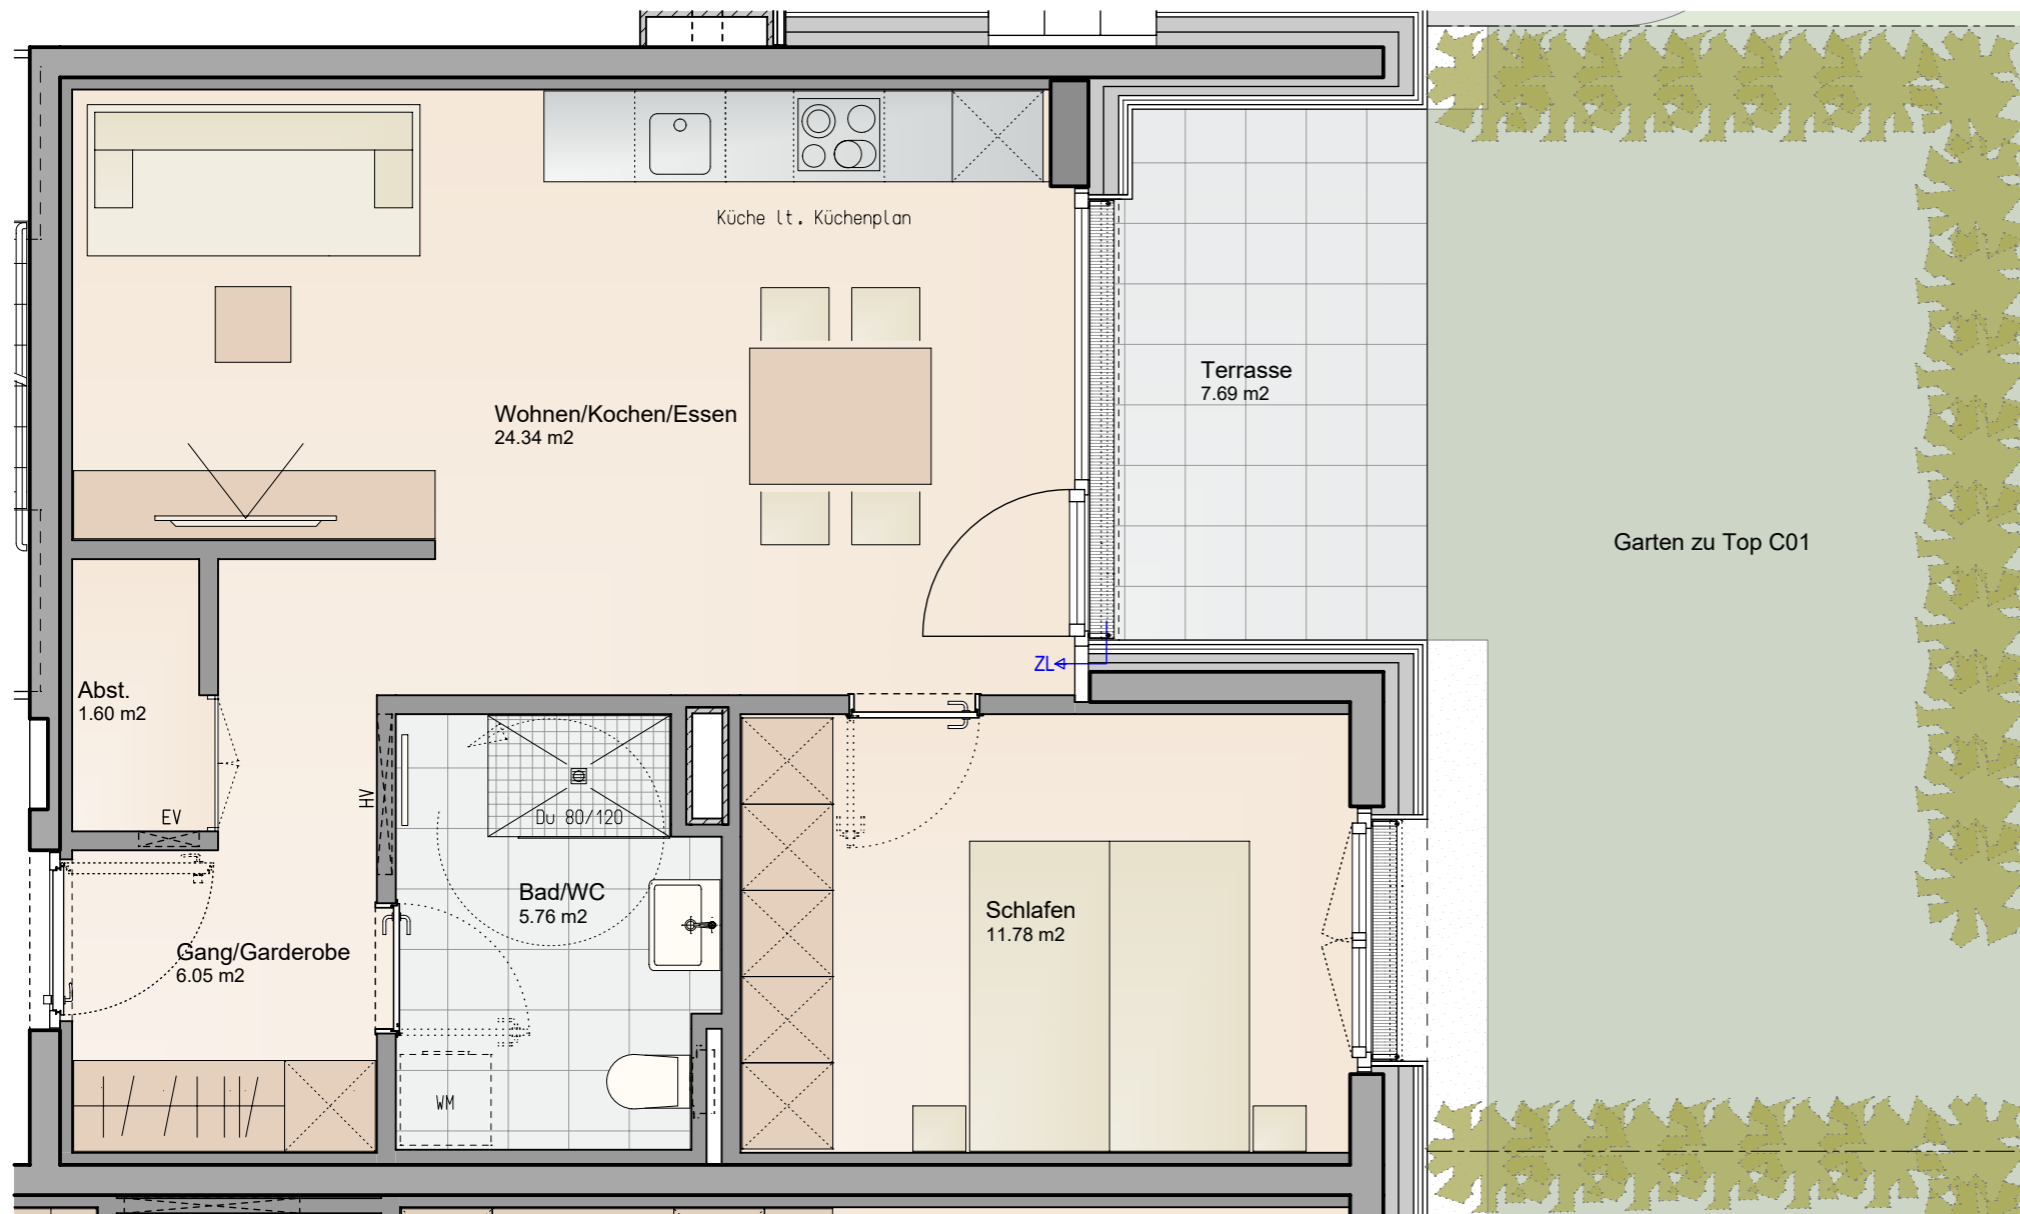 Küche lt. Küchenplan
Terrasse
7.69 m2
Wohnen/Kochen/Essen
24.34 m2
Garten zu Top C01
ZL
Abst.
1.60 m2
EV
HV
Du 80/120
Bad/WC
5.76 m2
Schlafen
11.78 m2
Gang/Garderobe
6.05 m2
WM